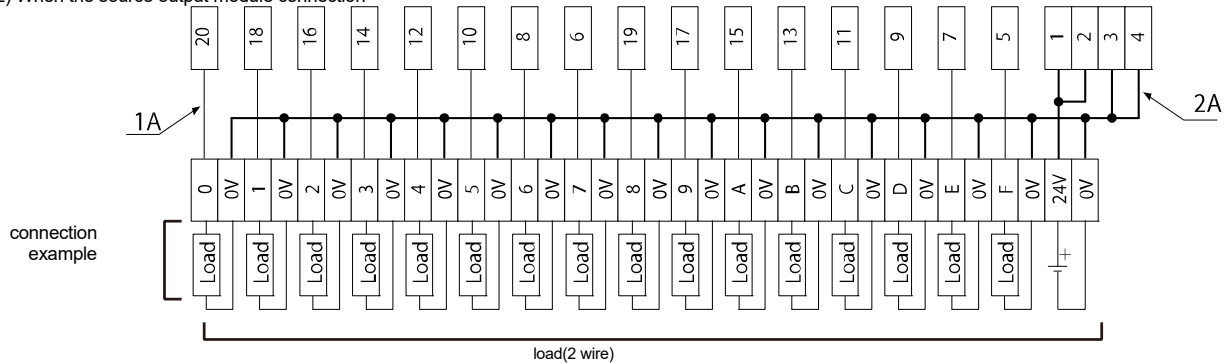 2) When the source output module connection
20 18 16 14 12 10 8 6 19 17 15 13 11 9 7 5 1 2 3 4
1A
2A
0 0V 1 0V 2 0V 3 0V 4 0V 5 0V 6 0V 7 0V 8 0V 9 0V A 0V B 0V C 0V D 0V E 0V F 0V 24V 0V
connection
example
Load Load Load Load Load Load Load Load Load Load Load Load Load Load Load Load +
load(2 wire)